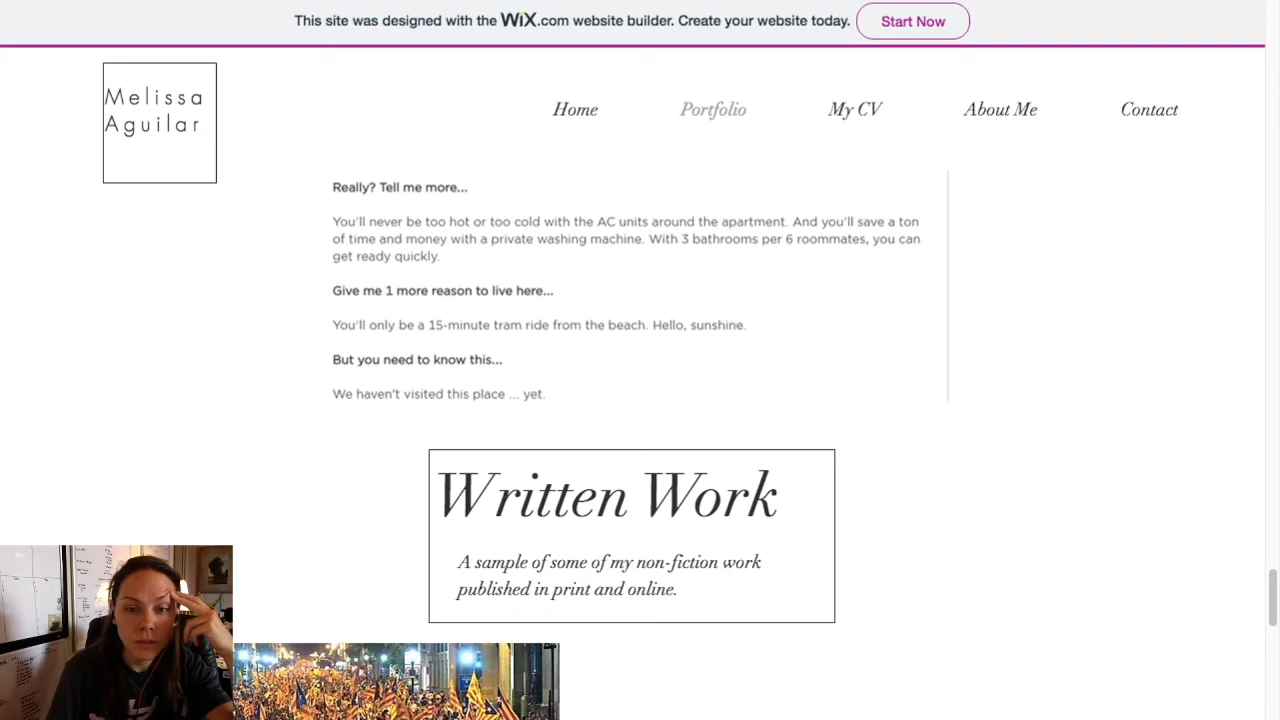 This site was designed with the WiX.com website builder. Create your website today. Start Now
Melissa
Aguilar
Home Portfolio My CV About Me Contact
Really? Tell me more...
You'll never be too hot or too cold with the AC units around the apartment. And you'll save a ton
of time and money with a private washing machine. With 3 bathrooms per 6 roommates, you can
get ready quickly.
Give me 1 more reason to live here...
You'll only be a 15-minute tram ride from the beach. Hello, sunshine.
But you need to know this...
We haven't visited this place ... yet.
Written Work
A sample of some of my non-fiction work
published in print and online.